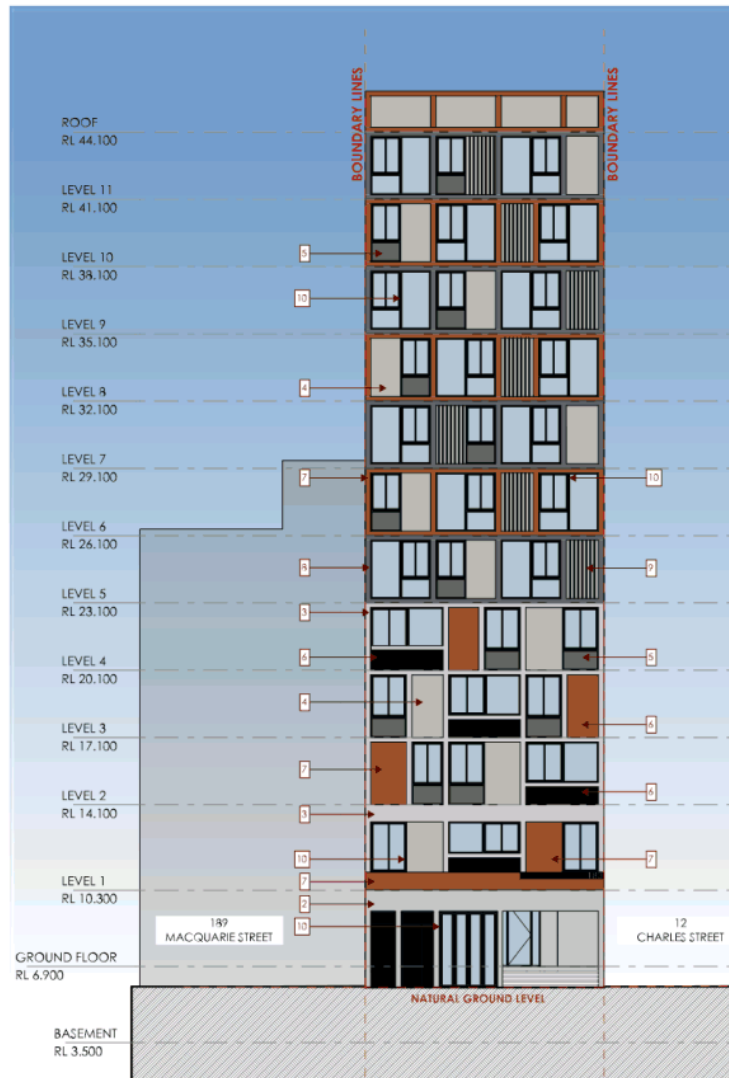 BOUNDARY LINES
BOUNDARY LINES
ROOF
RL 44.100
LEVEL 11
RL 41.100
LEVEL 10
RL 38.100
5
10
LEVEL 9
RL 35.100
LEVEL 8
RL 32.100
4
LEVEL 7
RL 29.100
7
10
LEVEL 6
RL 26.100
8
9
LEVEL 5
RL 23.100
3
LEVEL 4
RL 20.100
6
5
4
LEVEL 3
RL 17.100
6
7
LEVEL 2
RL 14.100
6
3
10
7
LEVEL 1
RL 10.300
7
2
189
MACQUARIE STREET
10
12
CHARLES STREET
GROUND FLOOR
RL 6.900
NATURAL GROUND LEVEL
BASEMENT
RL 3.500